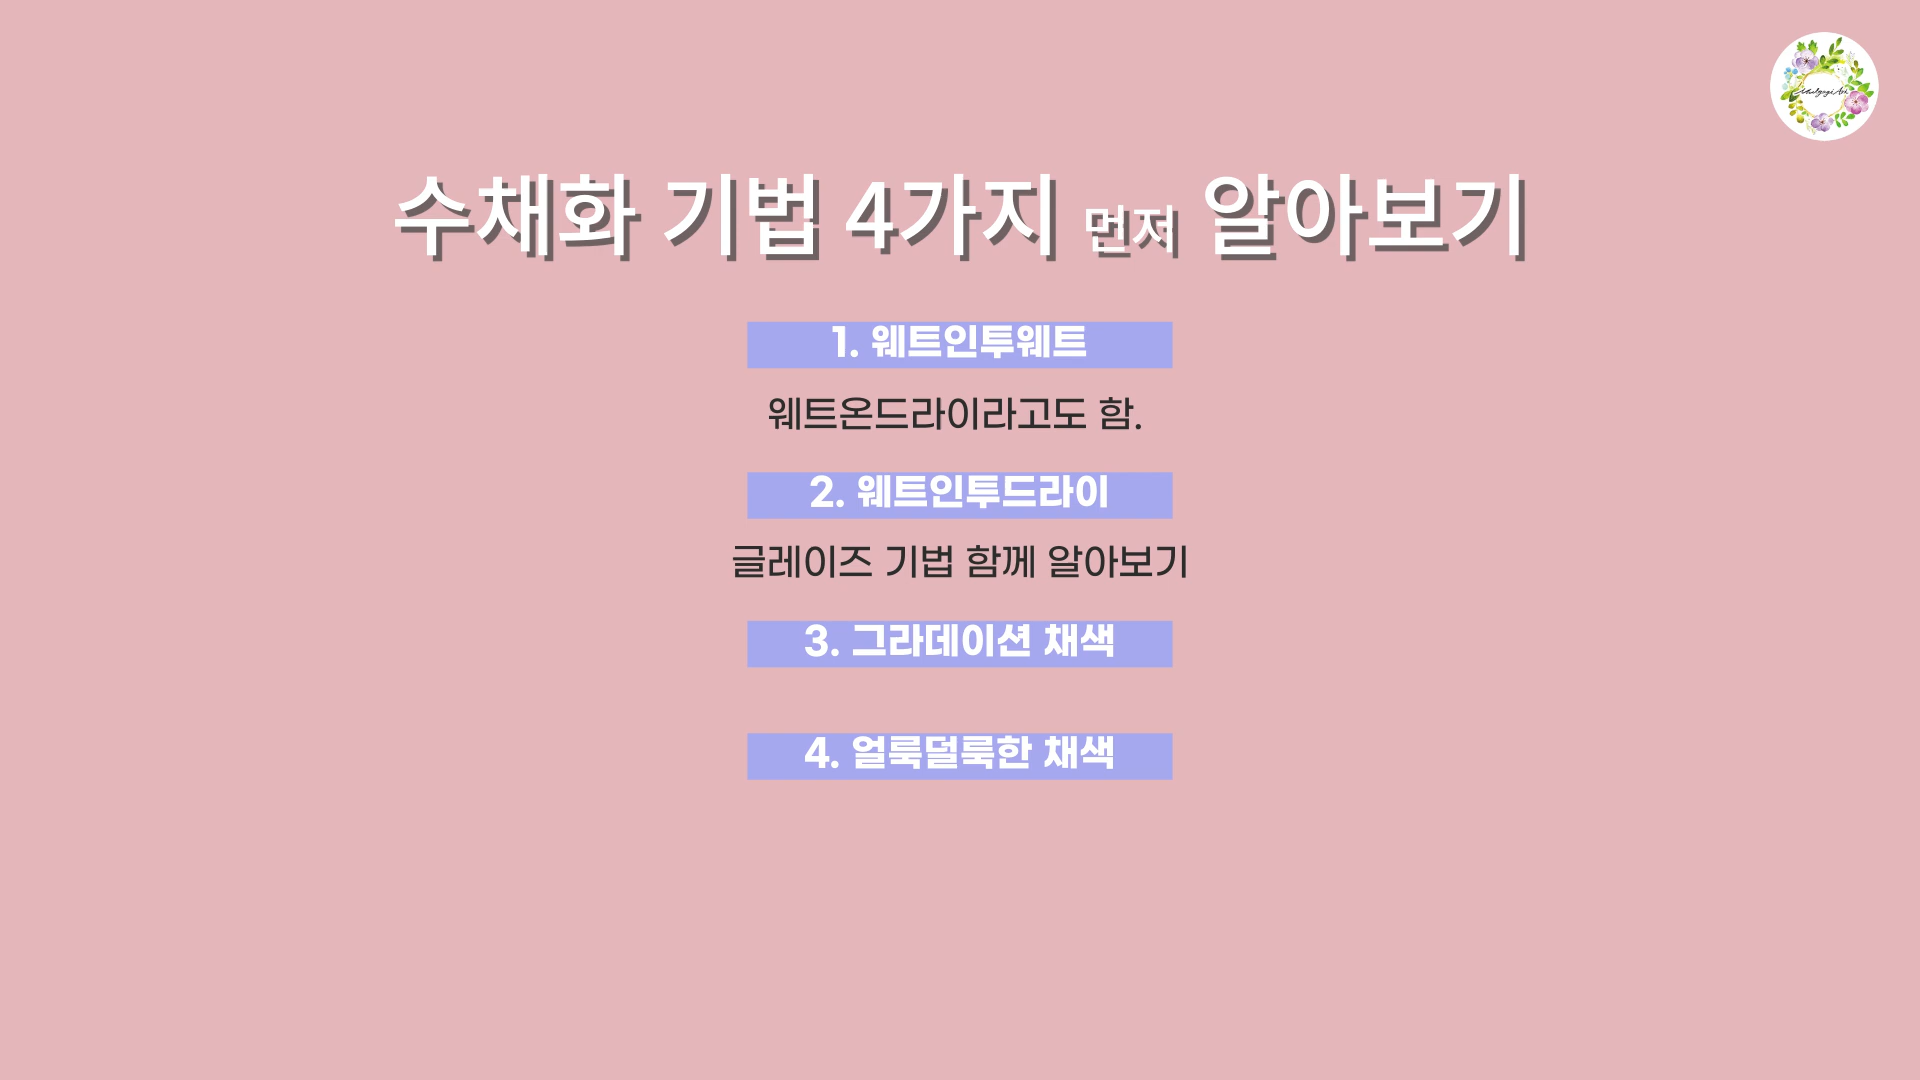 수채화 기법 4가지 먼저 알아보기
1. 웨트인투웨트
웨트온드라이라고도 함.
2. 웨트인투드라이
글레이즈 기법 함께 알아보기
3. 그라데이션 채색
4. 얼룩덜룩한 채색